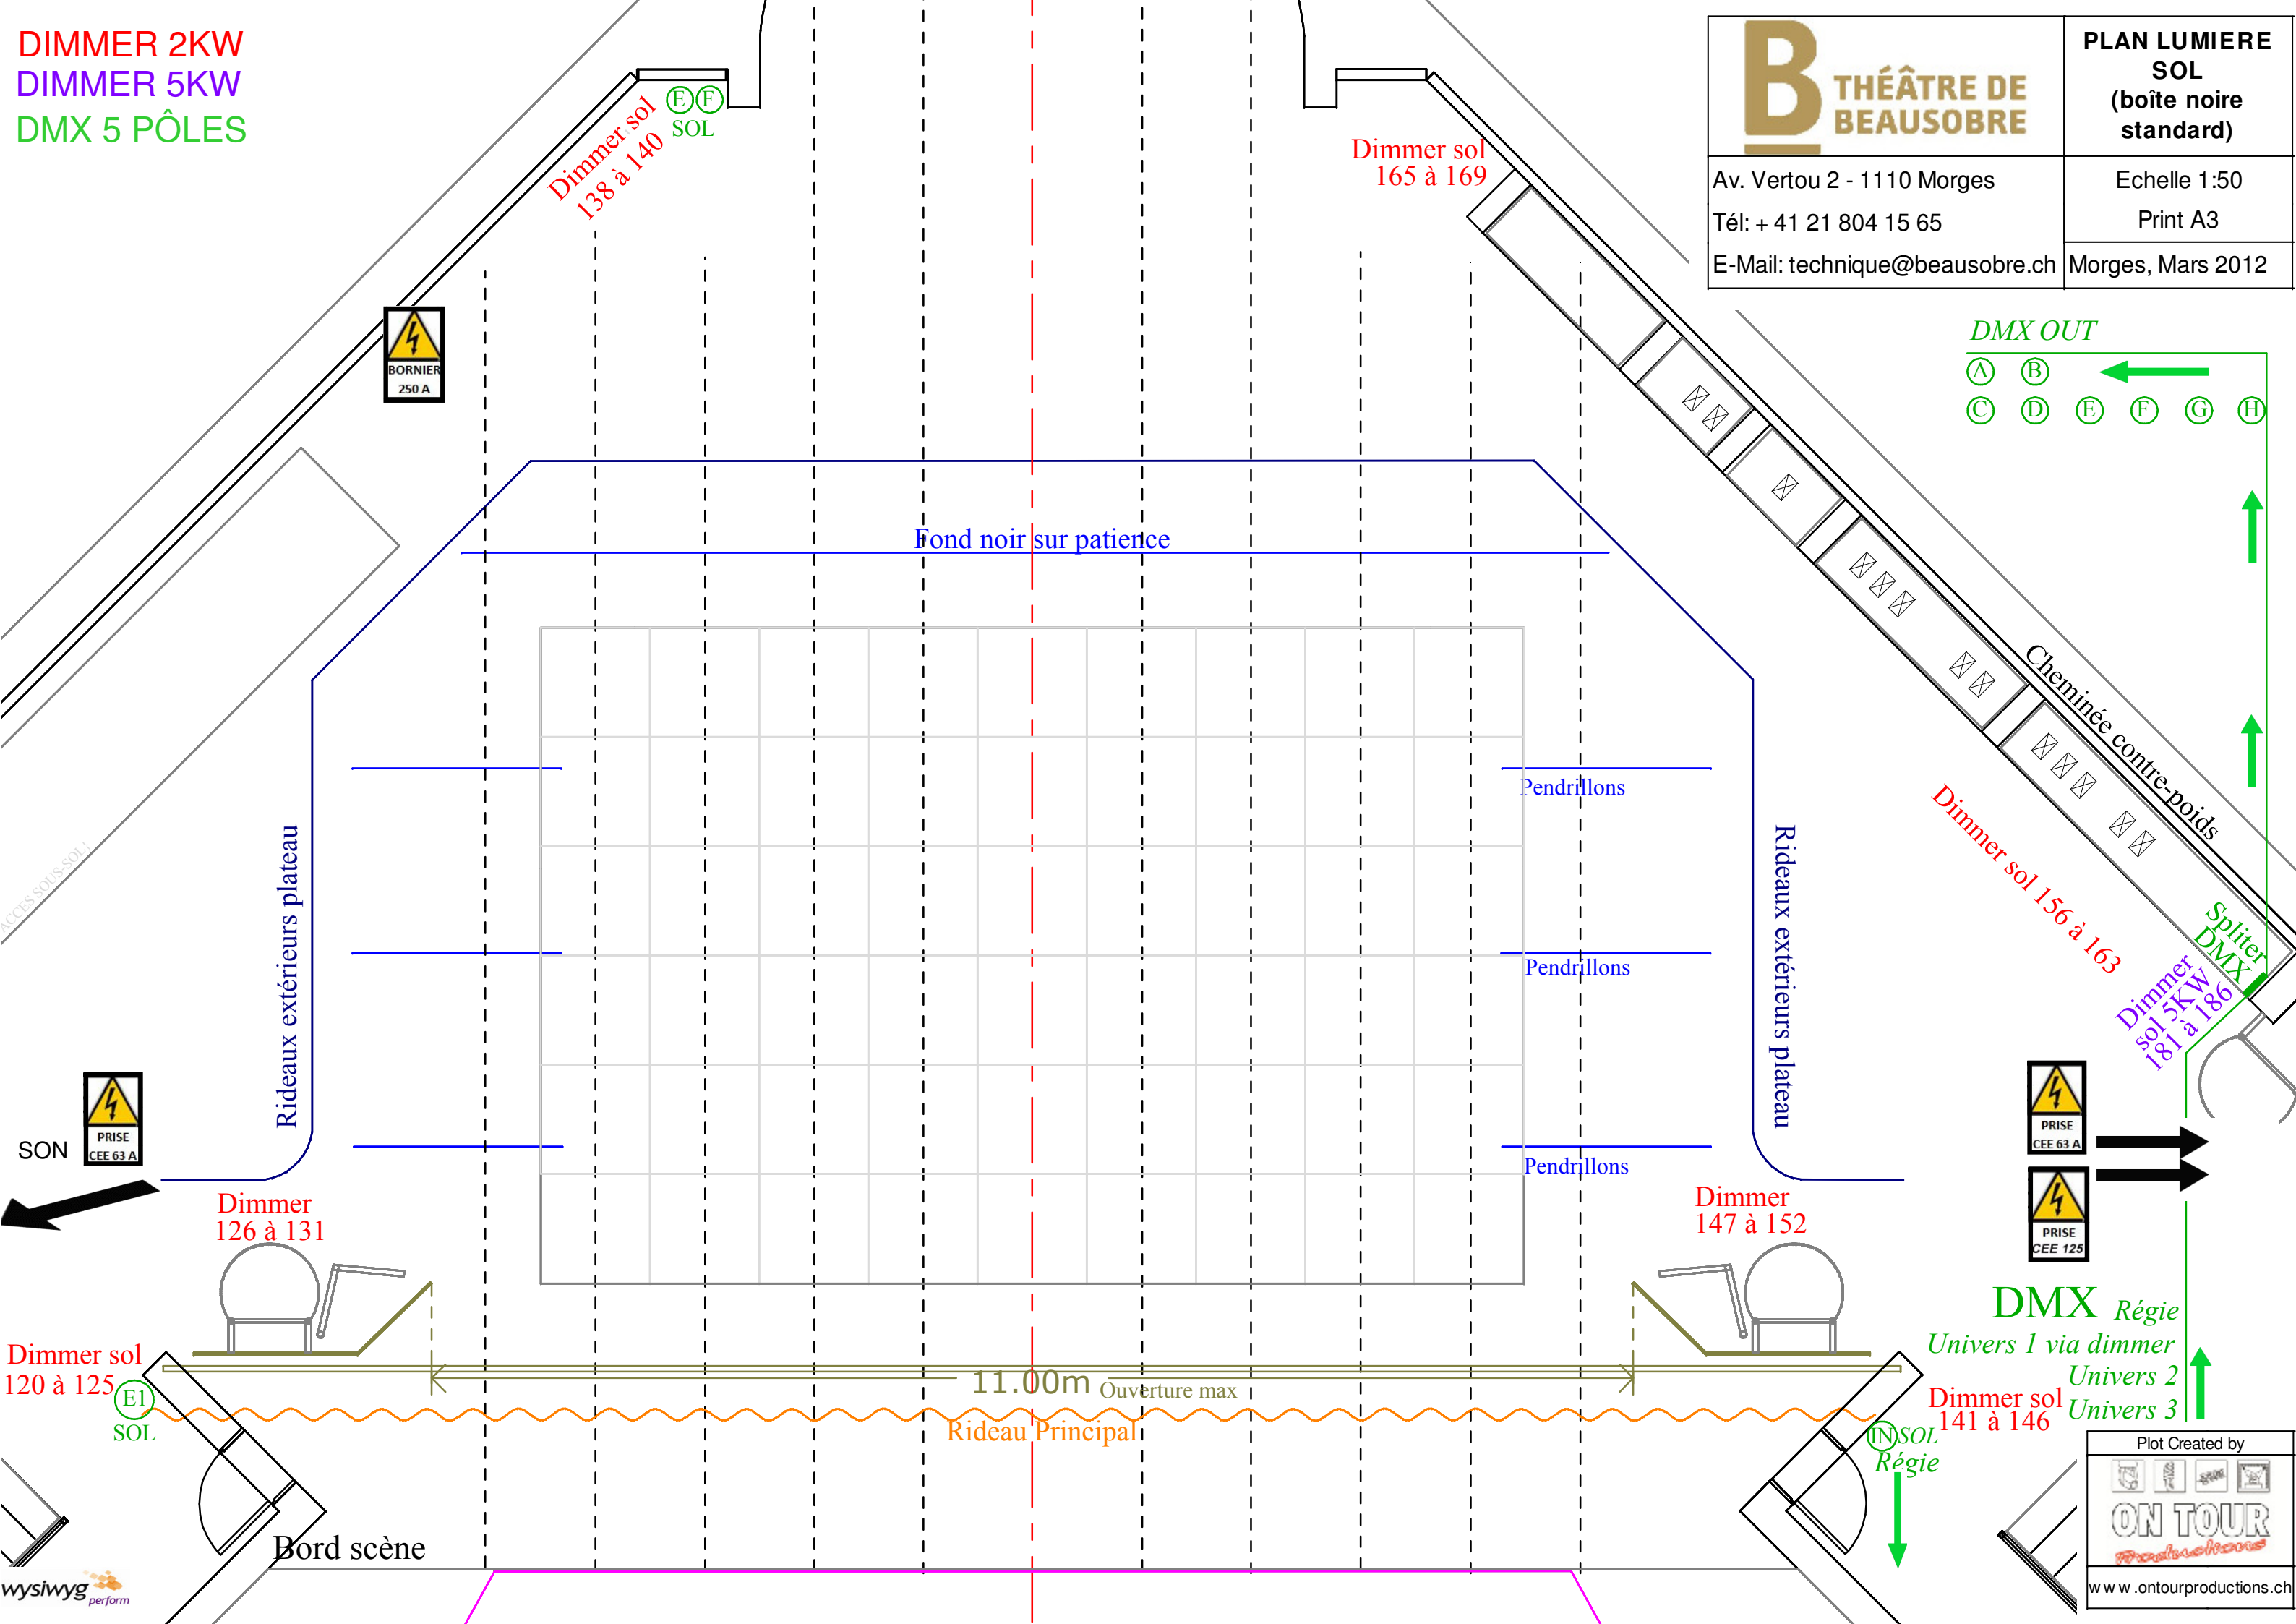 DIMMER 2KW
DIMMER 5KW
DMX 5 PÔLES
Dimmer sol
138 à 140
E F
SOL
Dimmer sol
165 à 169
B
THÉÂTRE DE
BEAUSOBRE
PLAN LUMIERE
SOL
(boîte noire
standard)
Av. Vertou 2 - 1110 Morges
Tél: + 41 21 804 15 65
E-Mail: technique@beausobre.ch
Echelle 1:50
Print A3
Morges, Mars 2012
BORNIER
250 A
DMX OUT
A B
C D E F G H
Fond noir sur patience
Cheminée contre-poids
Pendrillons
Pendrillons
Pendrillons
Rideaux extérieurs plateau
Rideaux extérieurs plateau
ACCES SOUS-SOL1
Dimmer sol 156 à 163
Spliter
DMX
Dimmer
sol 5KW
181 à 186
SON
PRISE
CEE 63 A
PRISE
CEE 63 A
PRISE
CEE 125
Dimmer
126 à 131
Dimmer
147 à 152
DMX Régie
Univers 1 via dimmer
Univers 2
Univers 3
Dimmer sol
120 à 125
E1
SOL
11.00m Ouverture max
Rideau Principal
Dimmer sol
141 à 146
IN SOL
Régie
Bord scène
wysiwyg
perform
Plot Created by
ON TOUR
Productions
www.ontourproductions.ch